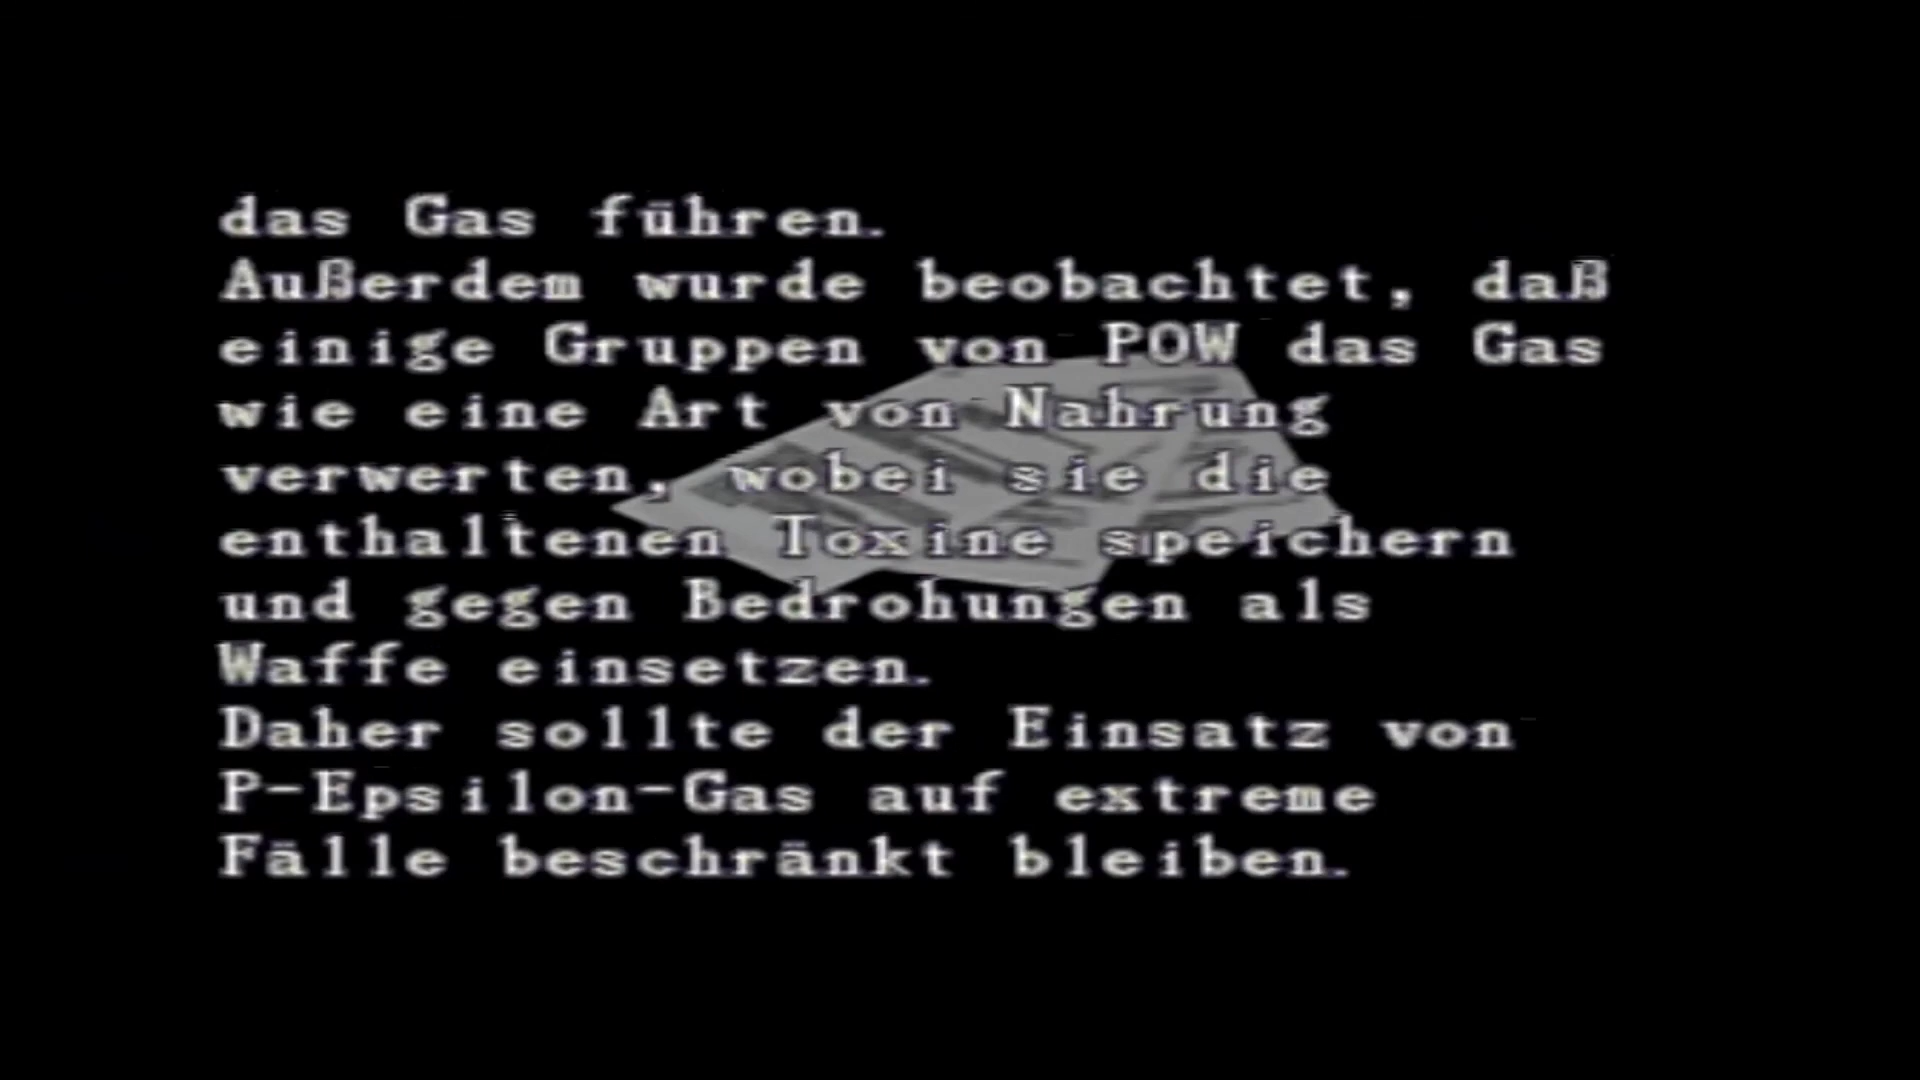 das Gas führen.
Außerdem wurde beobachtet, daß
einige Gruppen von POW das Gas
wie eine Art von Nahrung
verwerten, wobei sie die
enthaltenen Toxine speichern
und gegen Bedrohungen als
Waffe einsetzen.
Daher sollte der Einsatz von
P-Epsilon-Gas auf extreme
Fälle beschränkt bleiben.